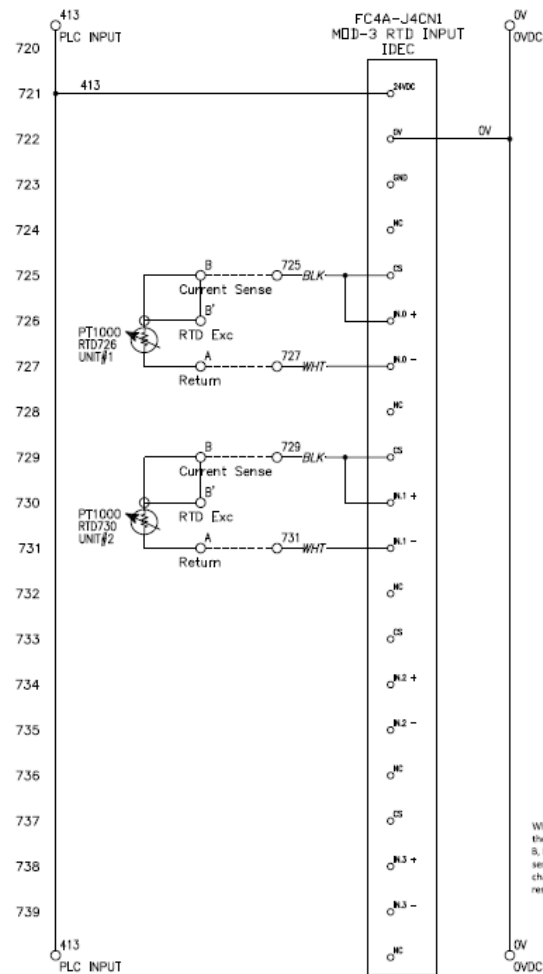 413
PLC INPUT
FC4A-J4CN1
MOD-3 RTD INPUT
IDEC
0V
0VDC
720
721
413
24VDC
722
0V
0V
723
GND
724
NC
725
B
725
BLK
CS
Current Sense
726
B'
IN.0 +
RTD Exc
PT1000
RTD726
UNIT#1
727
A
727
WHT
IN.0 -
Return
728
NC
729
B
729
BLK
CS
Current Sense
730
B'
IN.1 +
RTD Exc
PT1000
RTD730
UNIT#2
731
A
731
WHT
IN.1 -
Return
732
NC
733
CS
734
IN.2 +
735
IN.2 -
736
NC
737
CS
738
IN.3 +
739
IN.3 -
413
PLC INPUT
NC
0V
0VDC